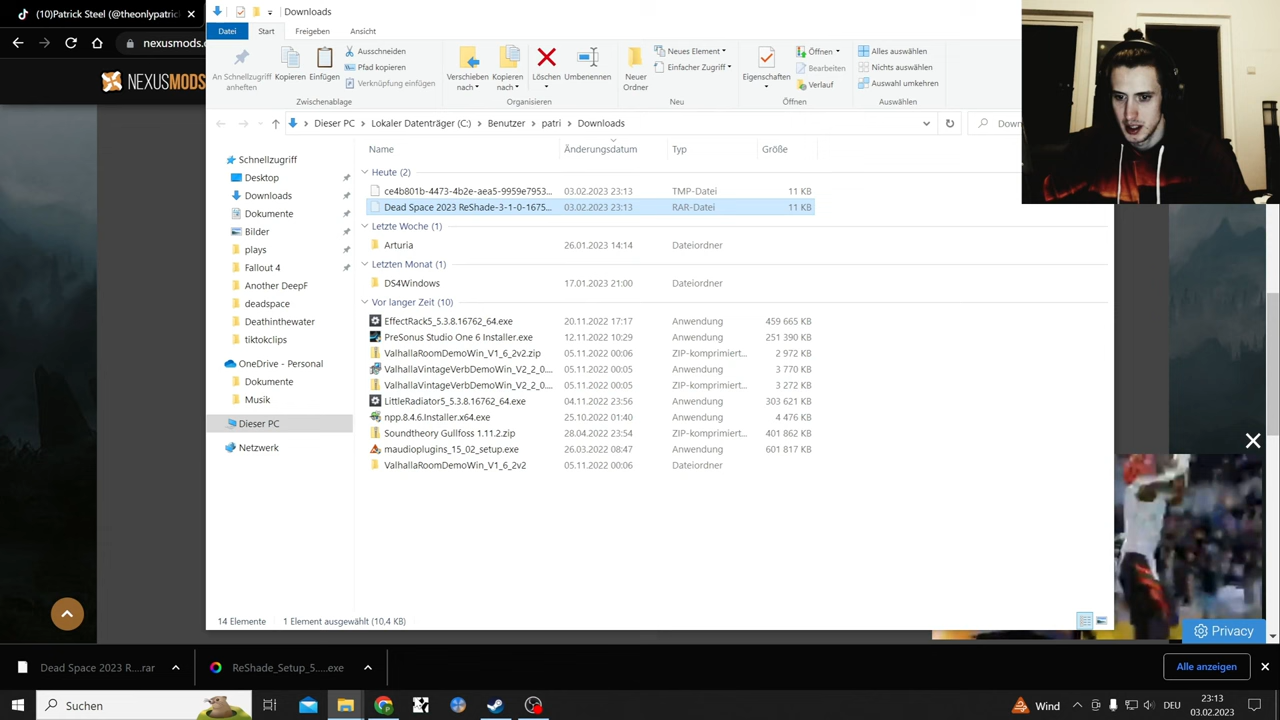 (10)Patrick Steel (@theonlypatrick
nexusmods.
NEXUSMODS
Downloads
Datei
Start
Freigeben
Ansicht
An Schnellzugriff anheften
Kopieren
Einfügen
Ausschneiden
Pfad kopieren
Verknüpfung einfügen
Zwischenablage
Verschieben nach
Kopieren nach
Löschen
Umbenennen
Organisieren
Neuer Ordner
Neues Element
Einfacher Zugriff
Neu
Eigenschaften
Öffnen
Bearbeiten
Verlauf
Öffnen
Alles auswählen
Nichts auswählen
Auswahl umkehren
Auswählen
Dieser PC
Lokaler Datenträger (C:)
Benutzer
patri
Downloads
Down
Name
Änderungsdatum
Typ
Größe
Heute (2)
ce4b801b-4473-4b2e-aea5-9959e7953... 03.02.2023 23:13 TMP-Datei 11 KB
Dead Space 2023 ReShade-3-1-0-1675... 03.02.2023 23:13 RAR-Datei 11 KB
Letzte Woche (1)
Arturia 26.01.2023 14:14 Dateiordner
Letzten Monat (1)
DS4Windows 17.01.2023 21:00 Dateiordner
Vor langer Zeit (10)
EffectRack5_5.3.8.16762_64.exe 20.11.2022 17:17 Anwendung 459 665 KB
PreSonus Studio One 6 Installer.exe 12.11.2022 10:29 Anwendung 251 390 KB
ValhallaRoomDemoWin_V1_6_2v2.zip 05.11.2022 00:06 ZIP-komprimiert... 2 972 KB
ValhallaVintageVerbDemoWin_V2_2_0.... 05.11.2022 00:05 Anwendung 3 770 KB
ValhallaVintageVerbDemoWin_V2_2_0.... 05.11.2022 00:05 ZIP-komprimiert... 3 272 KB
LittleRadiator5_5.3.8.16762_64.exe 04.11.2022 23:56 Anwendung 303 621 KB
npp.8.4.6.Installer.x64.exe 25.10.2022 01:40 Anwendung 4 476 KB
Soundtheory Gullfoss 1.11.2.zip 28.04.2022 23:54 ZIP-komprimiert... 401 862 KB
maudioplugins_15_02_setup.exe 26.03.2022 08:47 Anwendung 601 817 KB
ValhallaRoomDemoWin_V1_6_2v2 05.11.2022 00:06 Dateiordner
Schnellzugriff
Desktop
Downloads
Dokumente
Bilder
plays
Fallout 4
Another DeepF
deadspace
Deathinthewater
tiktokclips
OneDrive - Personal
Dokumente
Musik
Dieser PC
Netzwerk
14 Elemente
1 Element ausgewählt (10,4 KB)
Privacy
Dead Space 2023 R....rar
ReShade_Setup_5.....exe
Alle anzeigen
Suchen
Wind
DEU
23:13
03.02.2023